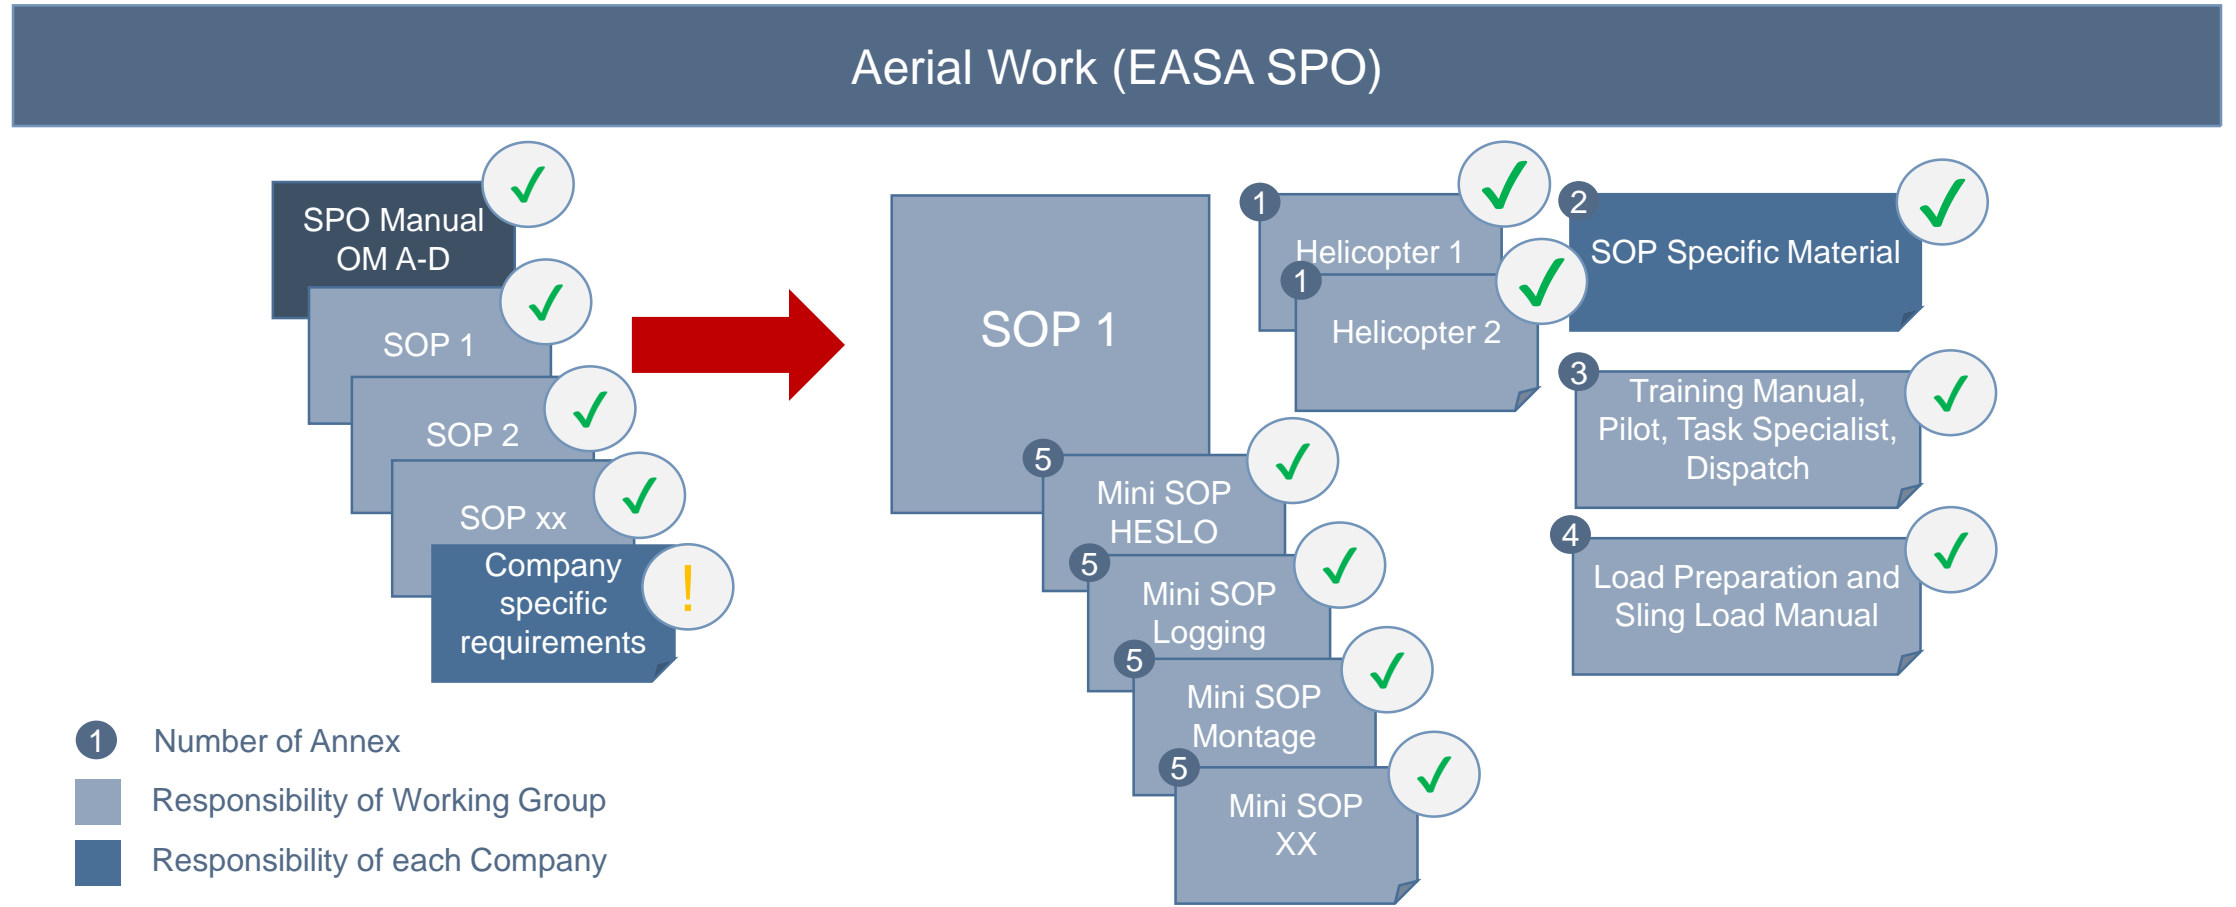 Aerial Work (EASA SPO)
SPO Manual
OM A-D
SOP 1
SOP 2
SOP xx
Company
specific
requirements
!
SOP 1
1
Helicopter 1
1
Helicopter 2
2
SOP Specific Material
3
Training Manual,
Pilot, Task Specialist,
Dispatch
4
Load Preparation and
Sling Load Manual
5
Mini SOP
HESLO
5
Mini SOP
Logging
5
Mini SOP
Montage
5
Mini SOP
XX
1 Number of Annex
Responsibility of Working Group
Responsibility of each Company